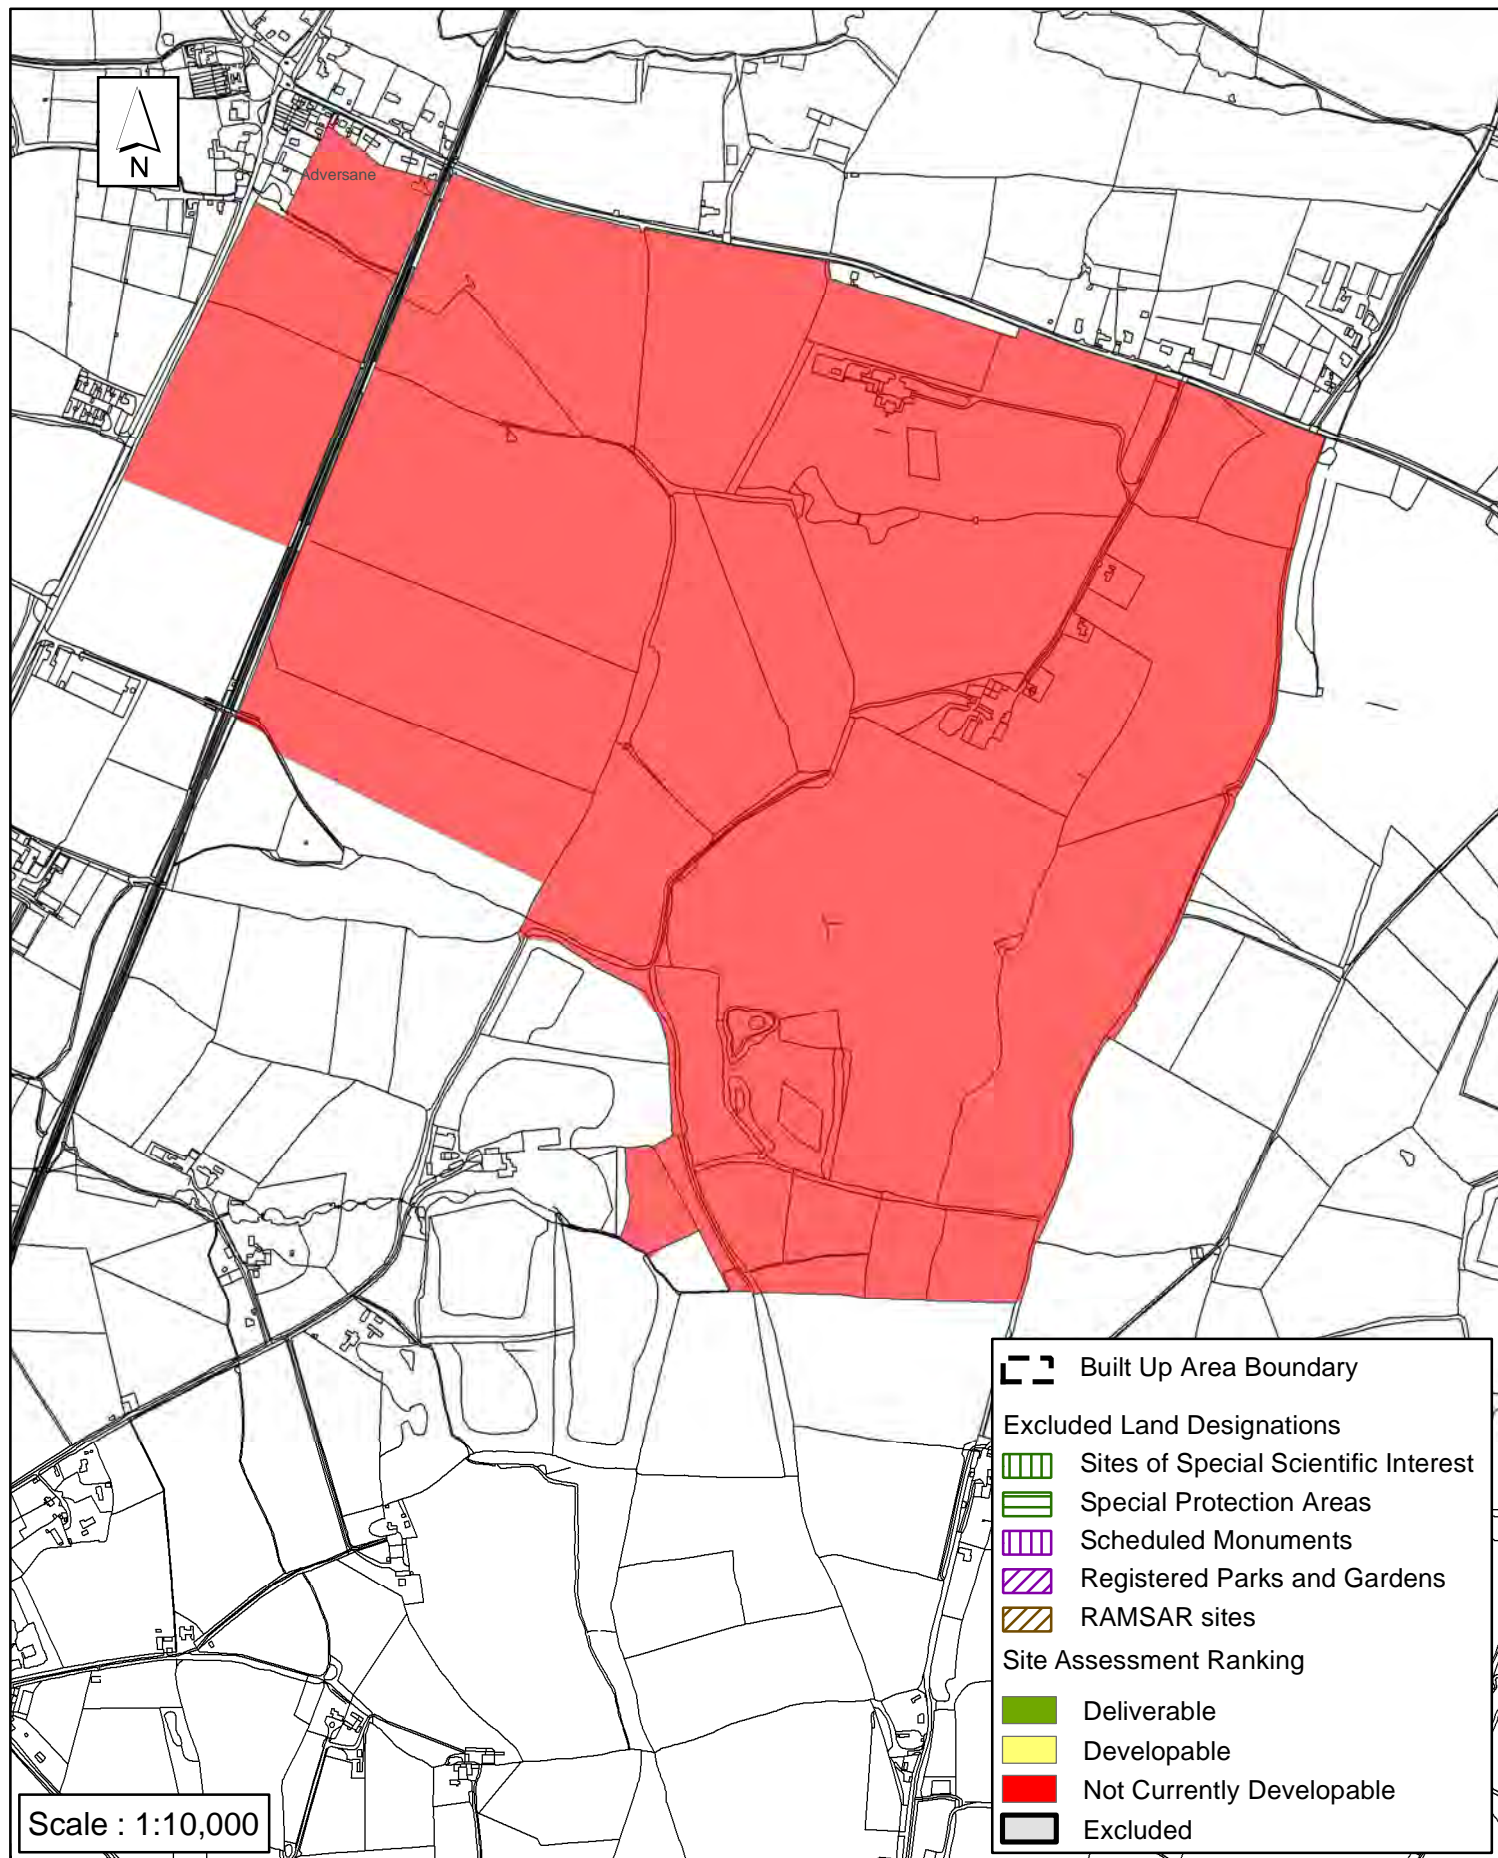 N
Adversane
Built Up Area Boundary
Excluded Land Designations
Sites of Special Scientific Interest
Special Protection Areas
Scheduled Monuments
Registered Parks and Gardens
RAMSAR sites
Site Assessment Ranking
Deliverable
Developable
Not Currently Developable
Excluded
Scale : 1:10,000